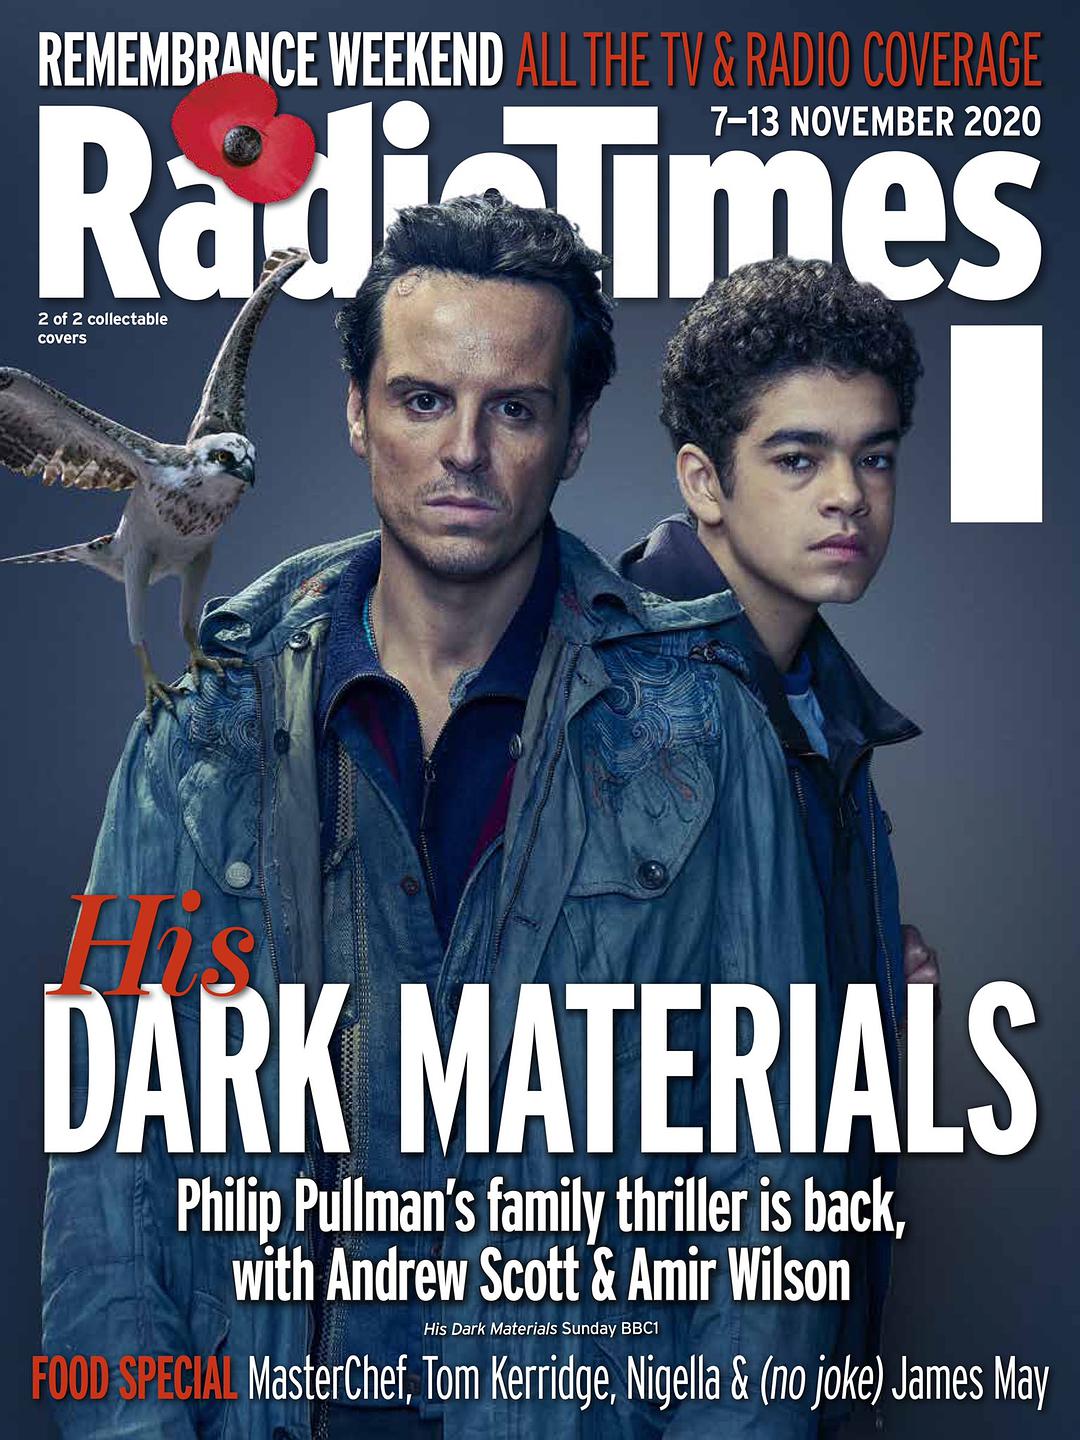 REMEMBRANCE WEEKEND ALL THE TV & RADIO COVERAGE
RadioTimes
7–13 NOVEMBER 2020
2 of 2 collectable
covers
His
DARK MATERIALS
Philip Pullman's family thriller is back,
with Andrew Scott & Amir Wilson
His Dark Materials Sunday BBC1
FOOD SPECIAL MasterChef, Tom Kerridge, Nigella & (no joke) James May